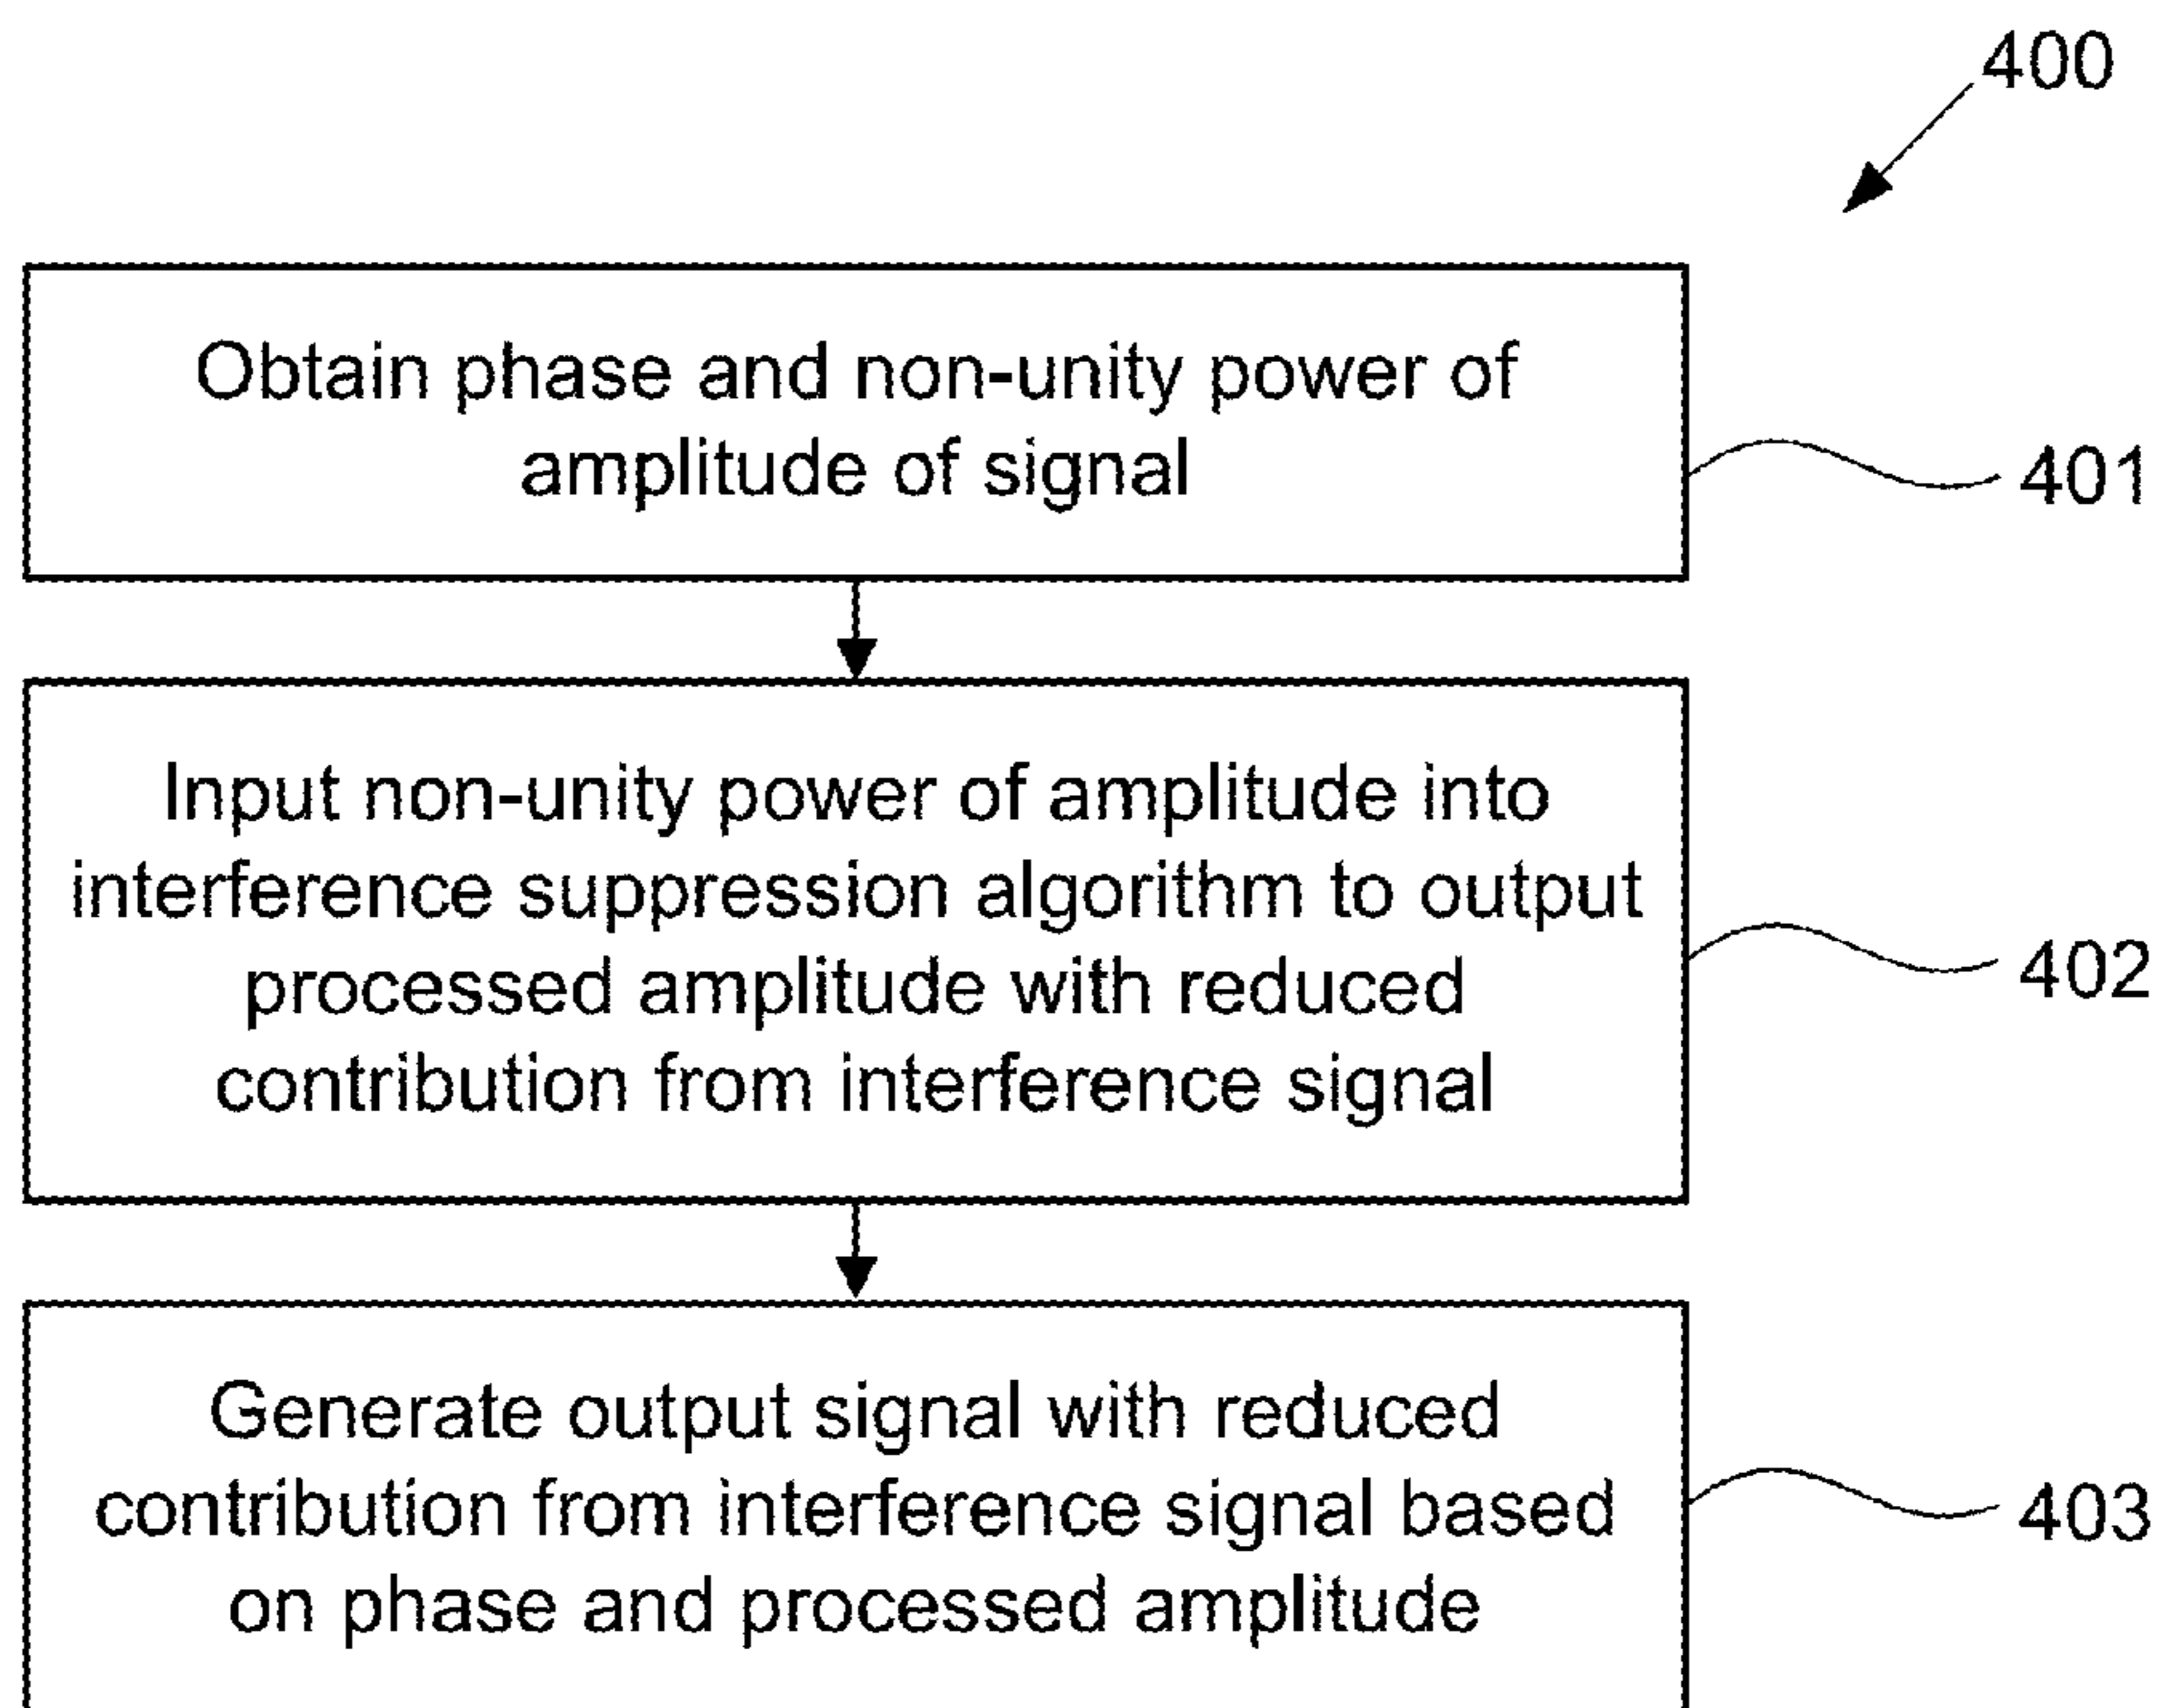 400
Obtain phase and non-unity power of
amplitude of signal
401
Input non-unity power of amplitude into
interference suppression algorithm to output
processed amplitude with reduced
contribution from interference signal
402
Generate output signal with reduced
contribution from interference signal based
on phase and processed amplitude
403